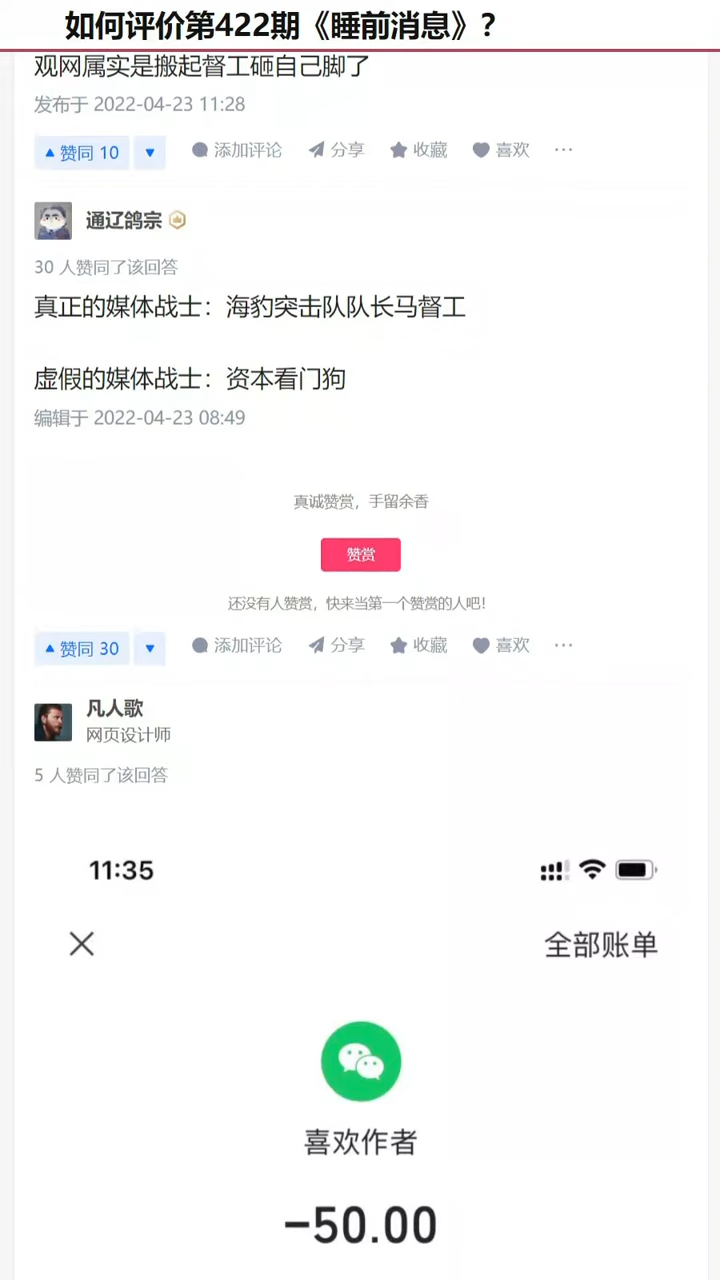 如何评价第422期《睡前消息》?
观网属实是搬起督工砸自己脚了
发布于 2022-04-23 11:28
赞同 10 添加评论 分享 收藏 喜欢 ···
通辽鸽宗
30 人赞同了该回答
真正的媒体战士：海豹突击队队长马督工
虚假的媒体战士：资本看门狗
编辑于 2022-04-23 08:49
真诚赞赏，手留余香
赞赏
还没有人赞赏，快来当第一个赞赏的人吧！
赞同 30 添加评论 分享 收藏 喜欢 ···
凡人歌
网页设计师
5 人赞同了该回答
11:35
全部账单
喜欢作者
-50.00